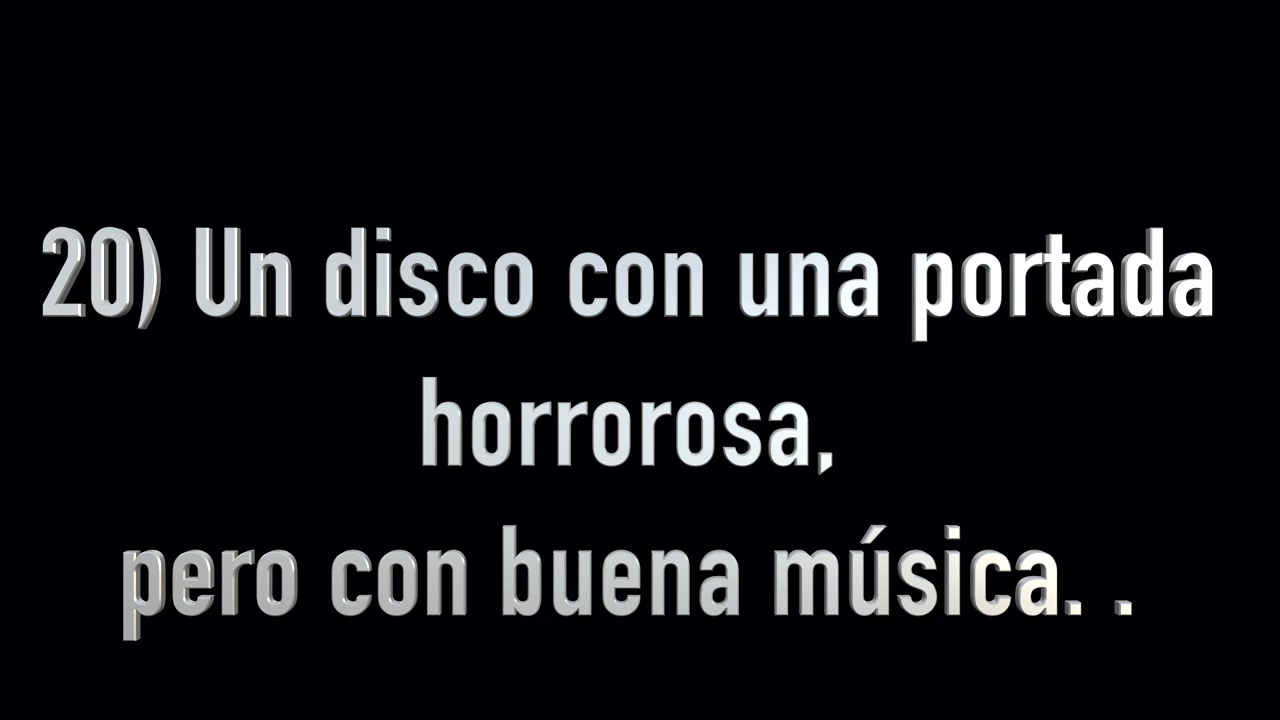 20) Un disco con una portada
horrorosa,
pero con buena música. .